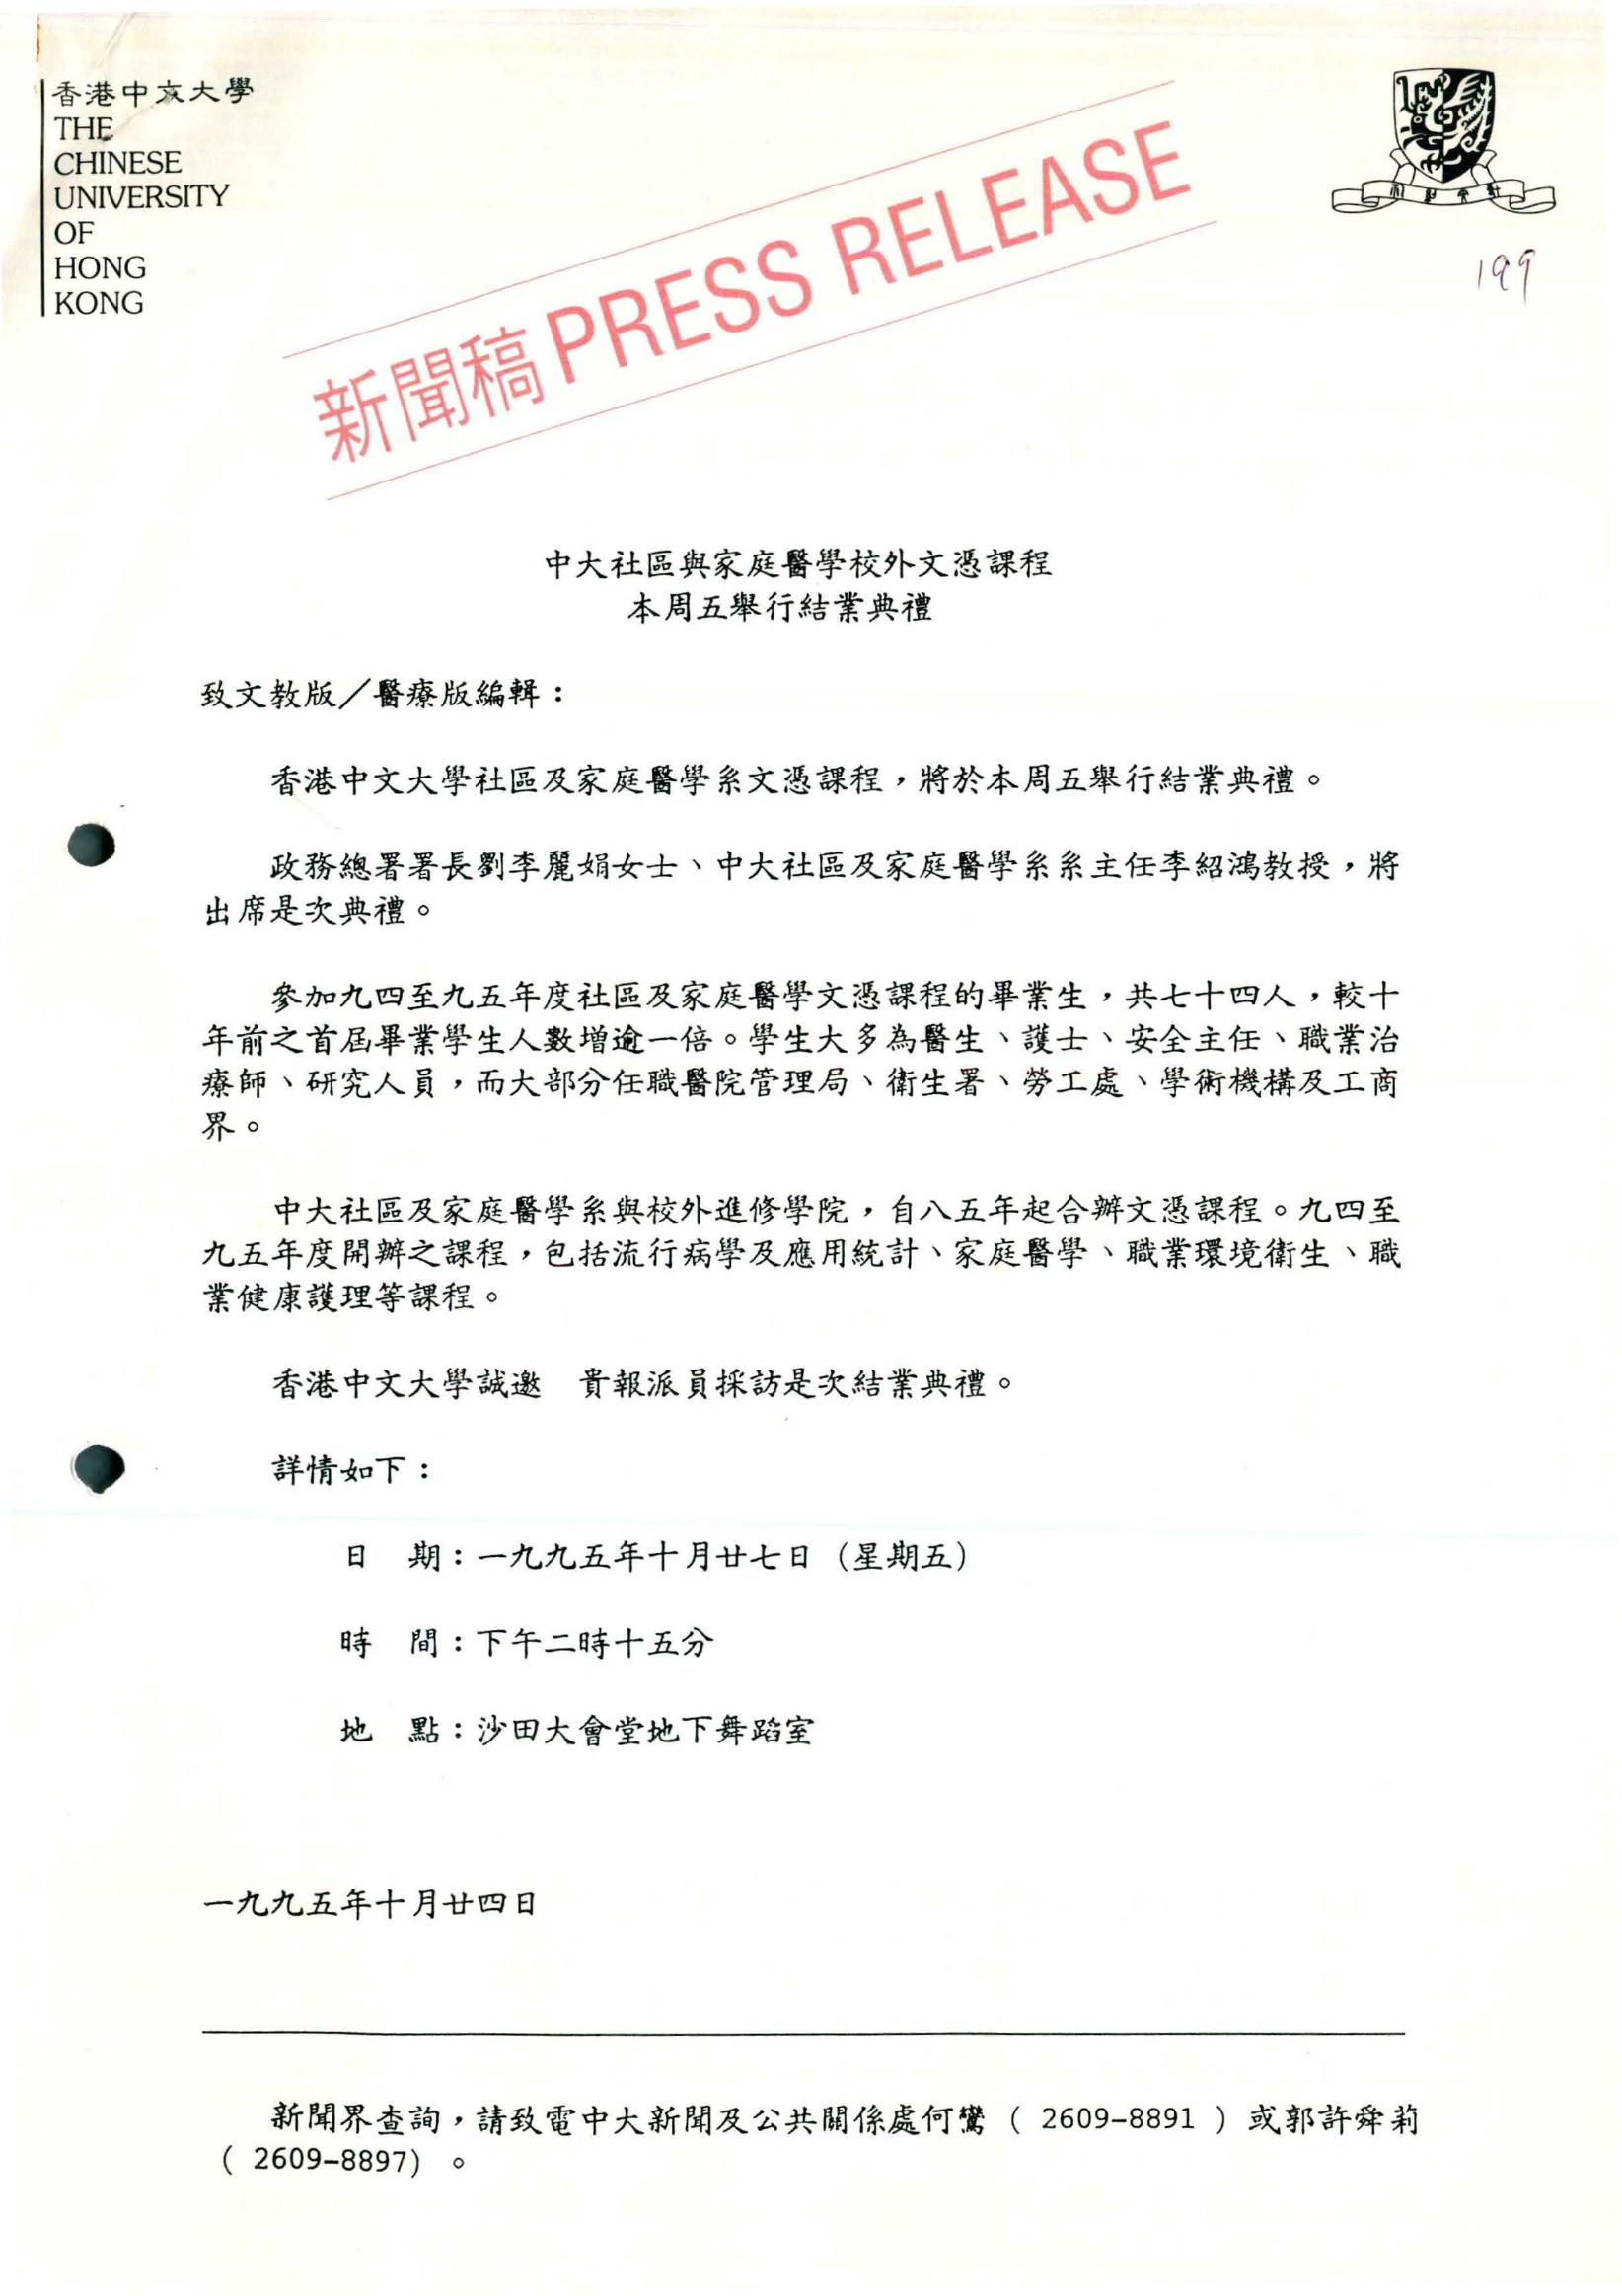 香港中文大學
THE
CHINESE
UNIVERSITY
OF
HONG
KONG
新聞稿 PRESS RELEASE
199
中大社區與家庭醫學校外文憑課程
本周五舉行結業典禮
致文教版／醫療版編輯：
香港中文大學社區及家庭醫學系文憑課程，將於本周五舉行結業典禮。
政務總署署長劉李麗娟女士、中大社區及家庭醫學系系主任李紹鴻教授，將
出席是次典禮。
參加九四至九五年度社區及家庭醫學文憑課程的畢業生，共七十四人，較十
年前之首屆畢業學生人數增逾一倍。學生大多為醫生、護士、安全主任、職業治
療師、研究人員，而大部分任職醫院管理局、衛生署、勞工處、學術機構及工商
界。
中大社區及家庭醫學系與校外進修學院，自八五年起合辦文憑課程。九四至
九五年度開辦之課程，包括流行病學及應用統計、家庭醫學、職業環境衛生、職
業健康護理等課程。
香港中文大學誠邀　貴報派員採訪是次結業典禮。
詳情如下：
日　期：一九九五年十月廿七日（星期五）
時　間：下午二時十五分
地　點：沙田大會堂地下舞蹈室
一九九五年十月廿四日
新聞界查詢，請致電中大新聞及公共關係處何鸞（ 2609-8891 ）或郭許舜莉
（ 2609-8897）。